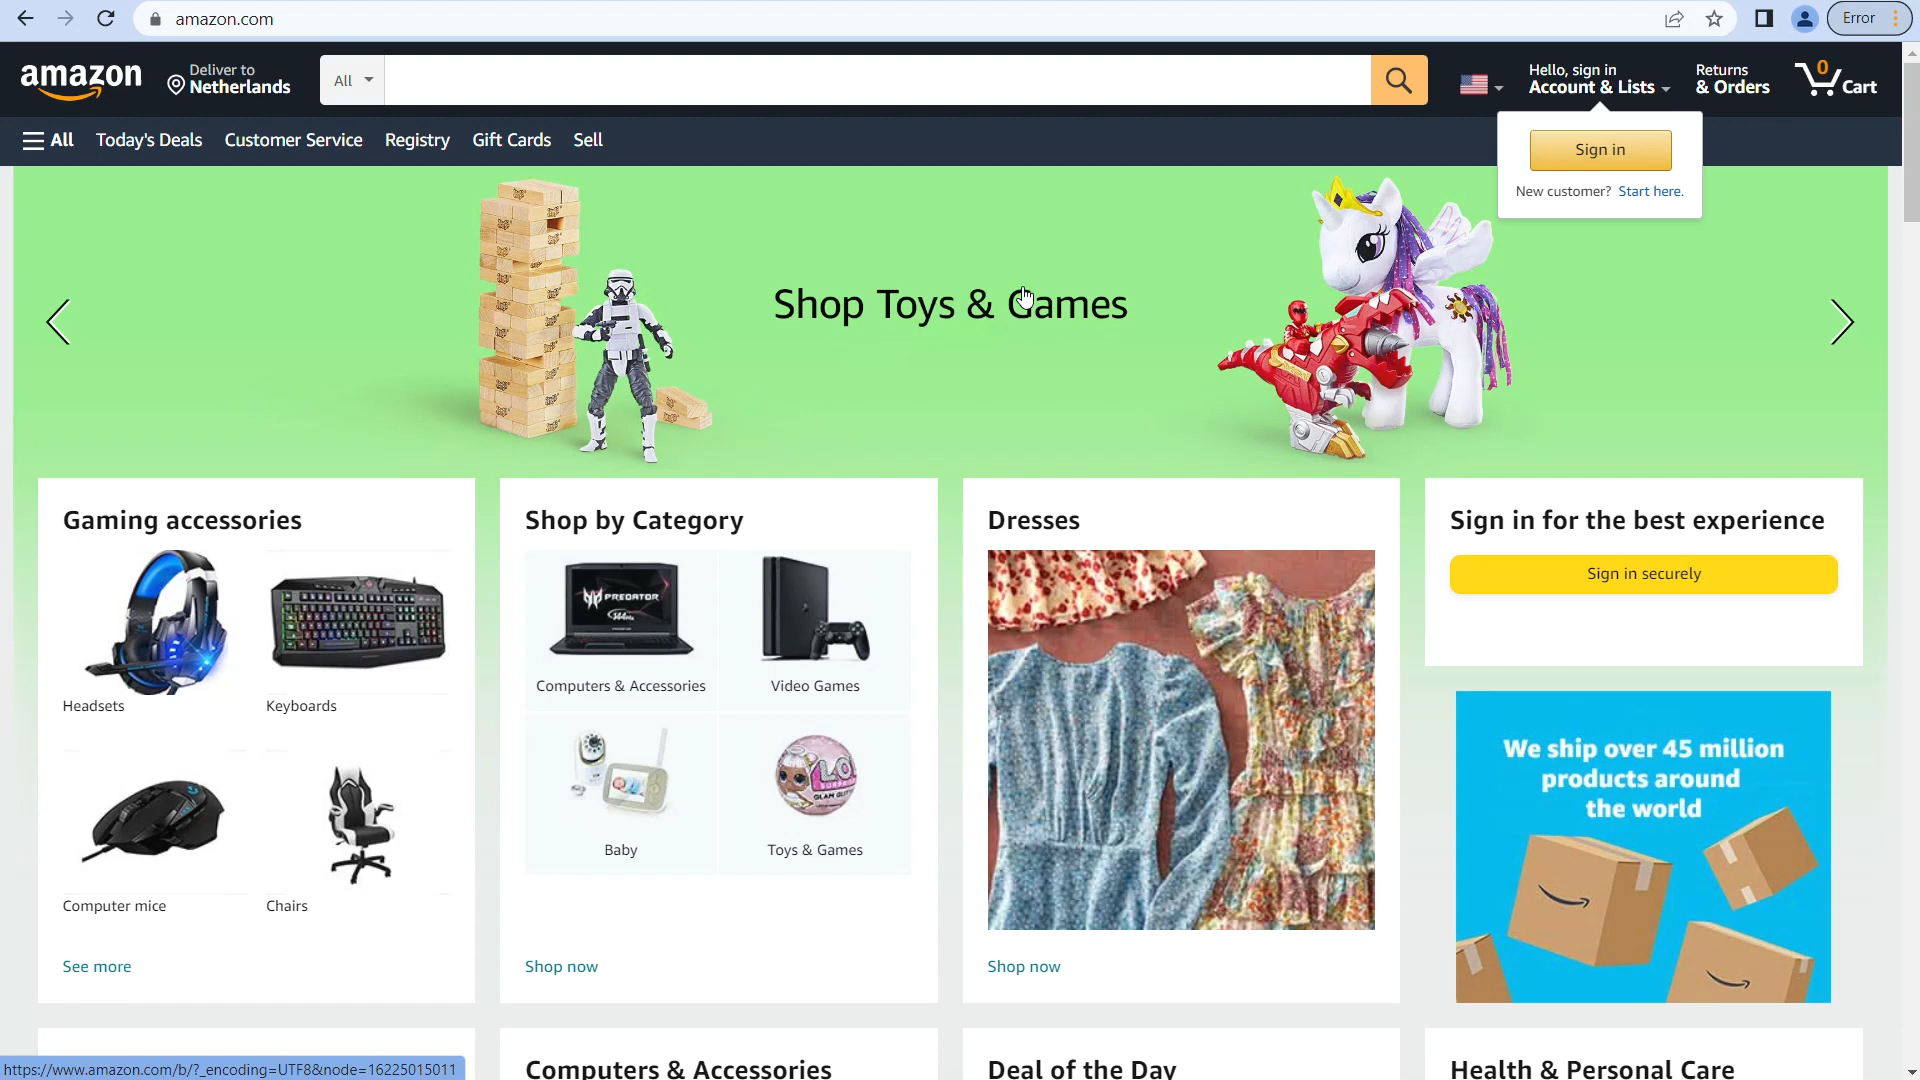 amazon.com
Error
amazon
Deliver to
Netherlands
All
Hello, sign in
Account & Lists
Returns
& Orders
0
Cart
All
Today's Deals
Customer Service
Registry
Gift Cards
Sell
Sign in
New customer? Start here.
Shop Toys & Games
Gaming accessories
Headsets
Keyboards
Computer mice
Chairs
See more
Shop by Category
PREDATOR
144Hz
Computers & Accessories
Video Games
Baby
Toys & Games
Shop now
Dresses
Shop now
Sign in for the best experience
Sign in securely
We ship over 45 million
products around
the world
Computers & Accessories
Deal of the Day
Health & Personal Care
https://www.amazon.com/b/?_encoding=UTF8&node=16225015011